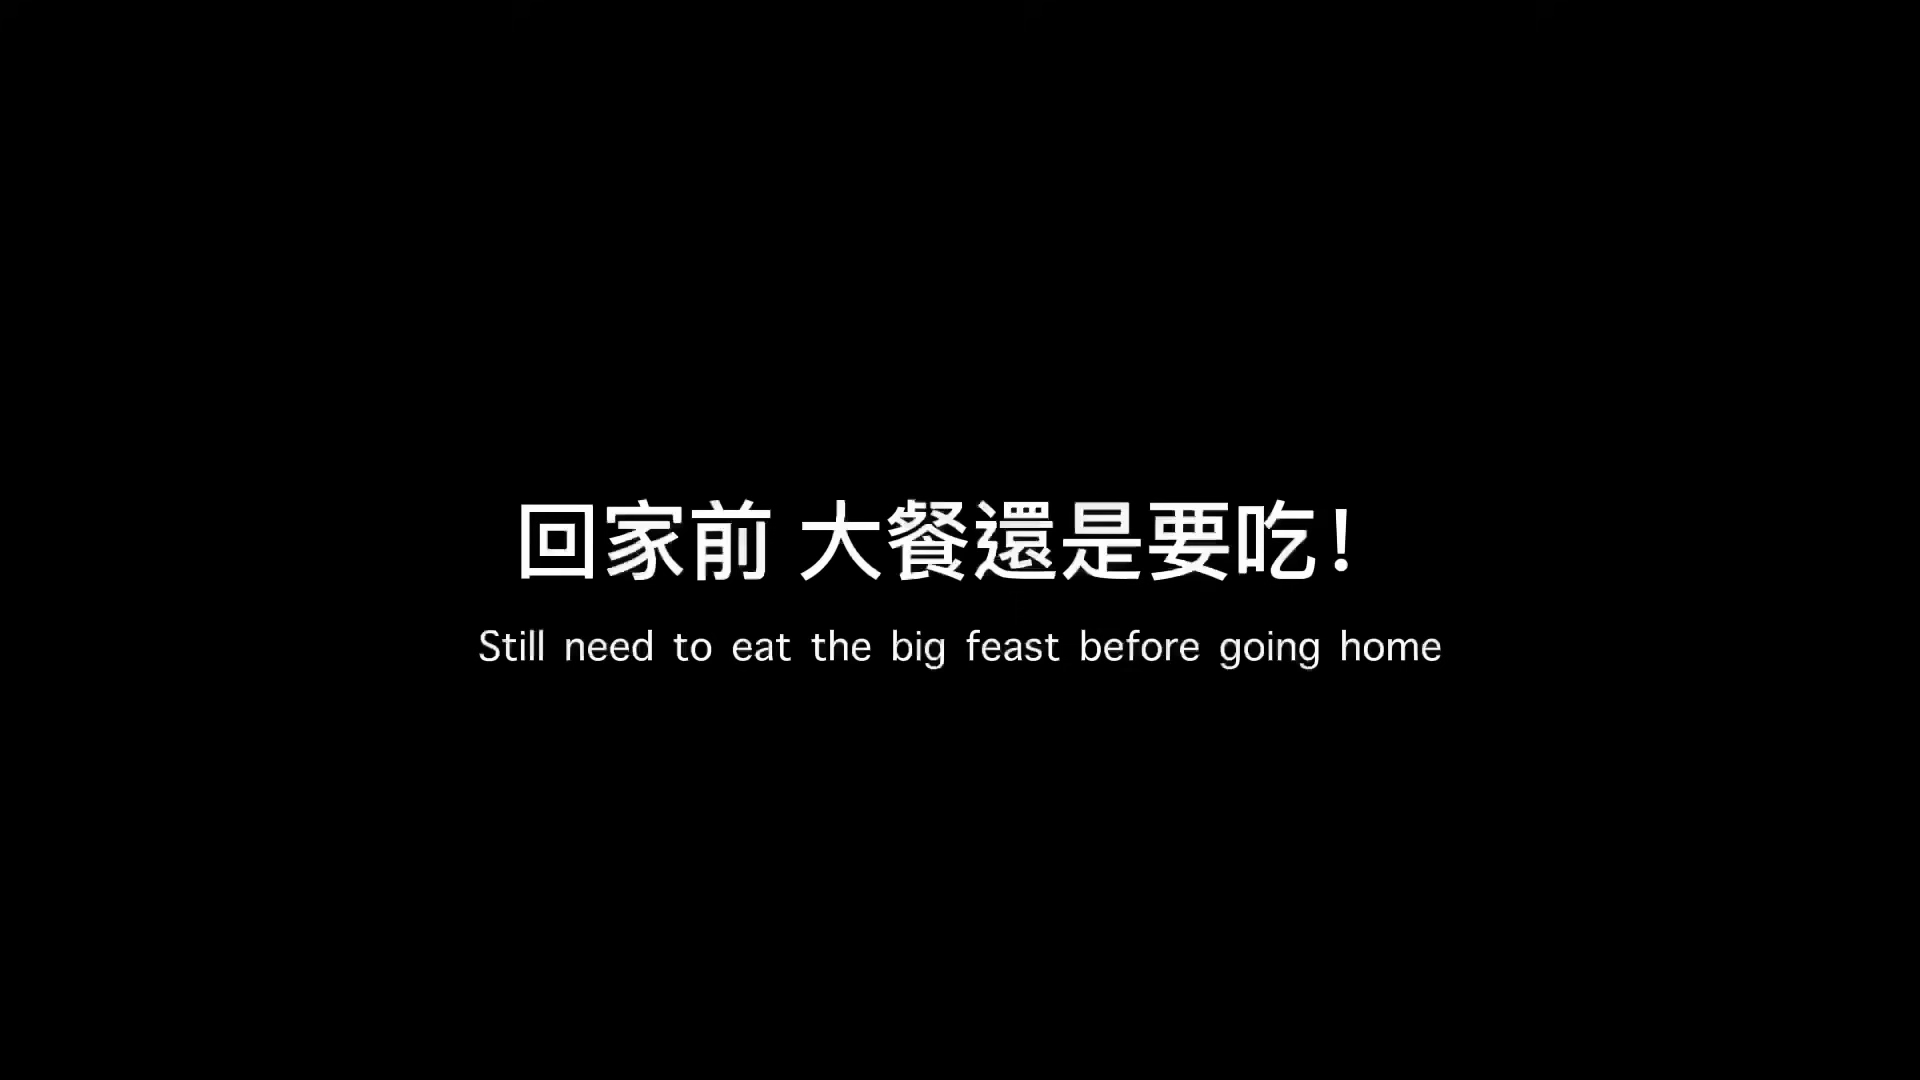 回家前 大餐還是要吃！
Still need to eat the big feast before going home